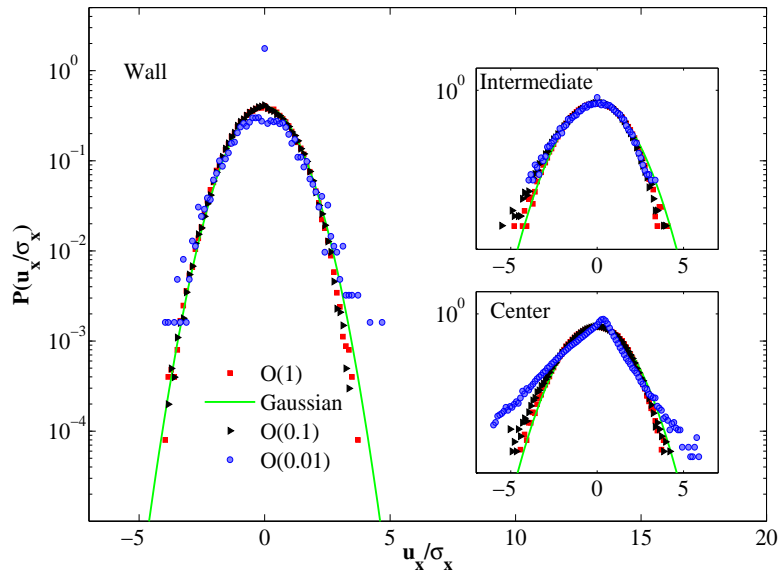 Wall
10^0
10^-1
10^-2
10^-3
10^-4
P(u_x/σ_x)
O(1)
Gaussian
O(0.1)
O(0.01)
−5 0 5 10 15 20
u_x/σ_x
Intermediate
10^0
−5 0 5
Center
10^0
−5 0 5